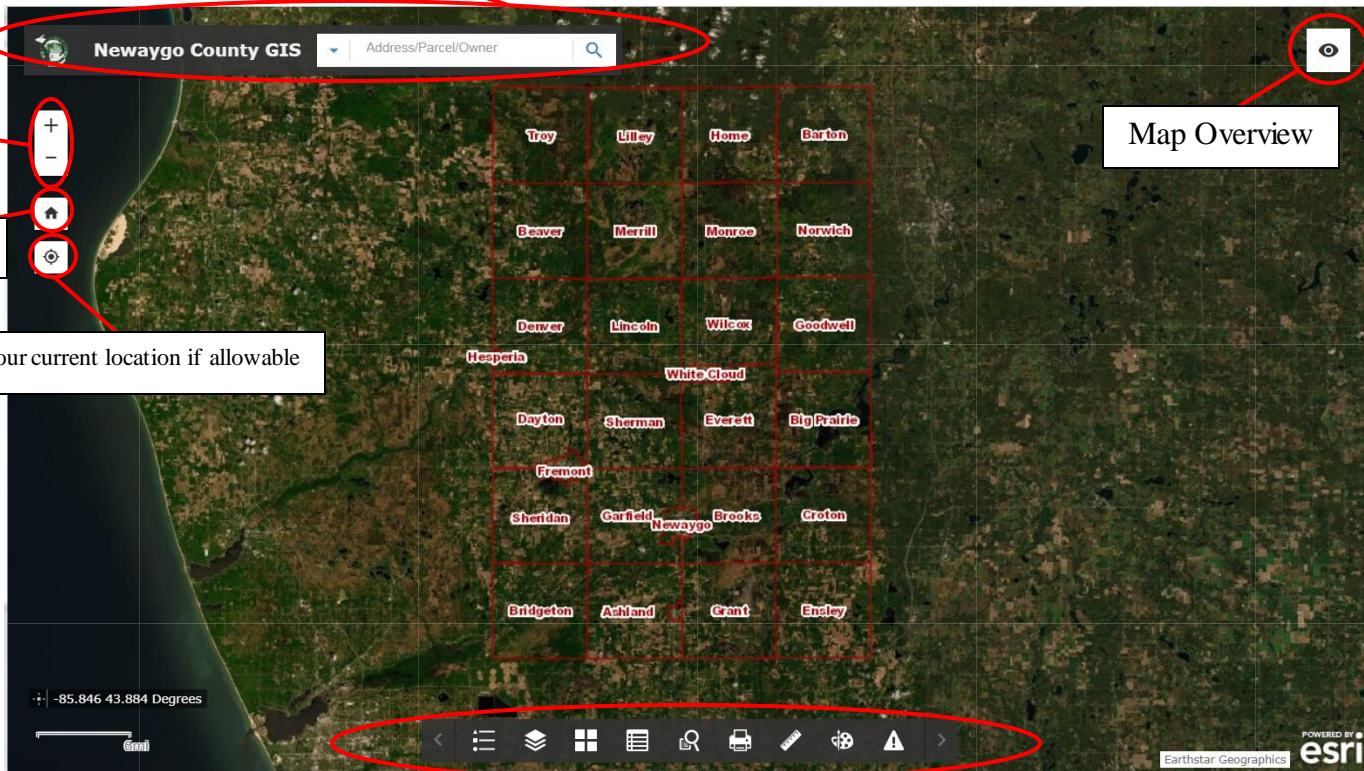 Newaygo County GIS
Address/Parcel/Owner
Map Overview
Troy
Lilley
Home
Barton
Beaver
Merrill
Monroe
Norwich
Denver
Lincoln
Wilcox
Goodwell
our current location if allowable
Hesperia
White Cloud
Dayton
Sherman
Everett
Big Prairie
Fremont
Sheridan
Garfield
Newaygo
Brooks
Croton
Bridgeton
Ashland
Grant
Ensley
-85.846 43.884 Degrees
6mi
Earthstar Geographics
POWERED BY
esri